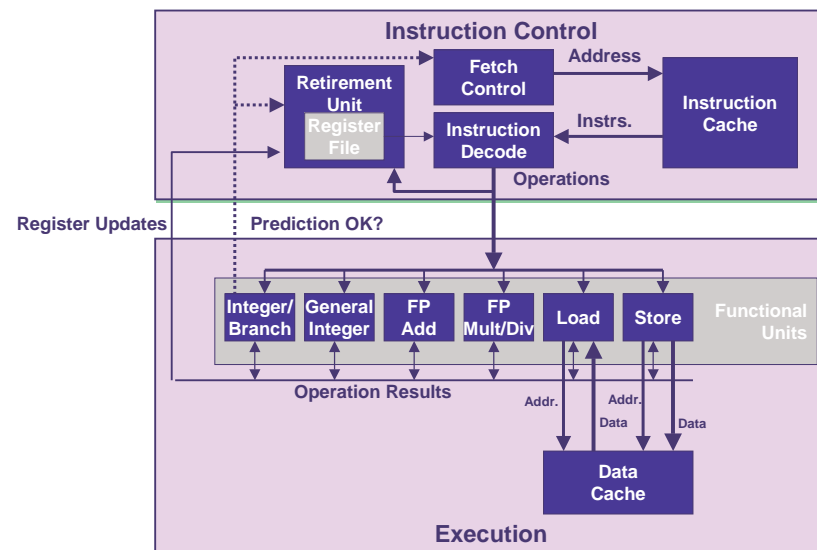 Instruction Control
Fetch
Control
Address
Instruction
Cache
Retirement
Unit
Register
File
Instruction
Decode
Instrs.
Operations
Register Updates
Prediction OK?
Integer/
Branch
General
Integer
FP
Add
FP
Mult/Div
Load
Store
Functional
Units
Operation Results
Addr.
Data
Addr.
Data
Data
Cache
Execution